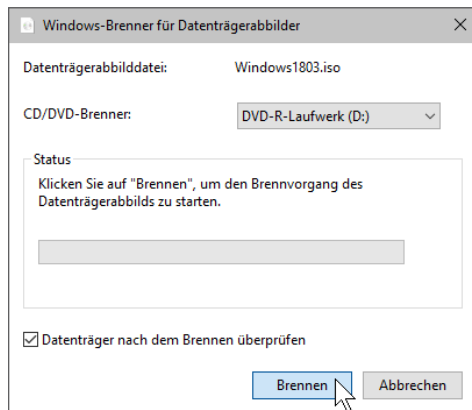 Windows-Brenner für Datenträgerabbilder
Datenträgerabbilddatei: Windows1803.iso
CD/DVD-Brenner: DVD-R-Laufwerk (D:)
Status
Klicken Sie auf "Brennen", um den Brennvorgang des
Datenträgerabbilds zu starten.
Datenträger nach dem Brennen überprüfen
Brennen Abbrechen